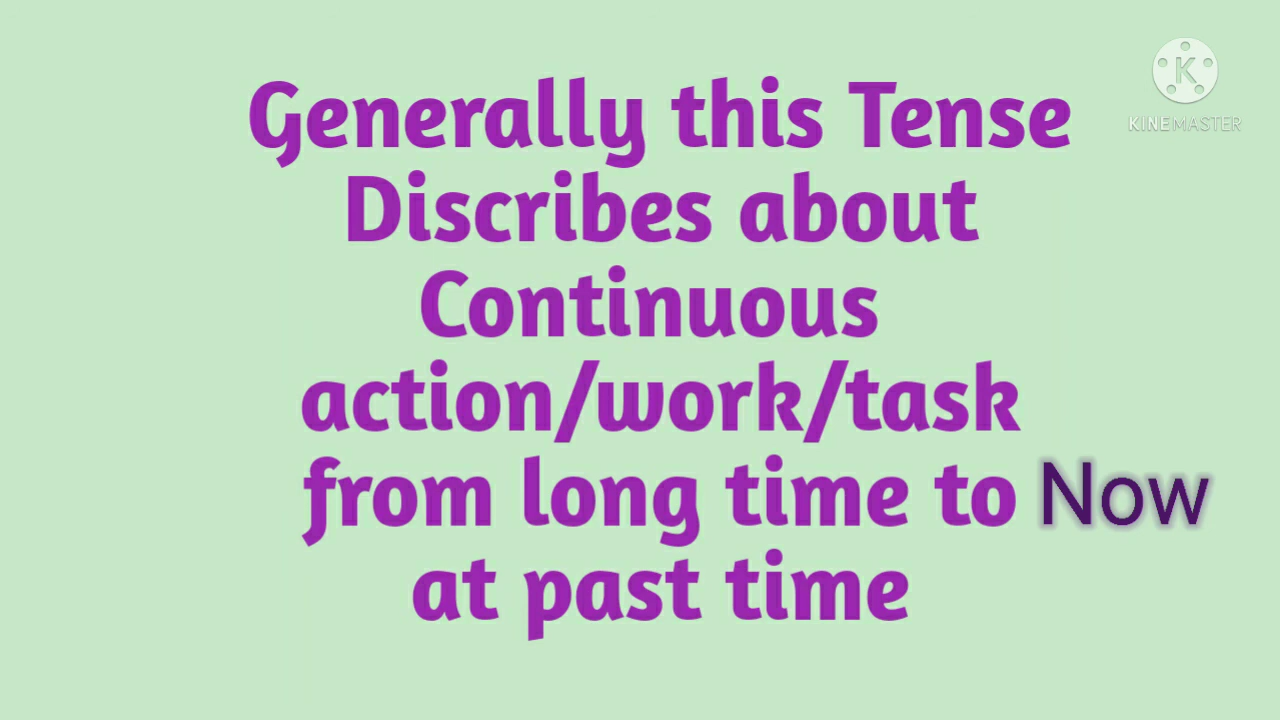 Generally this Tense
Discribes about
Continuous
action/work/task
from long time to Now
at past time
K
KINEMASTER